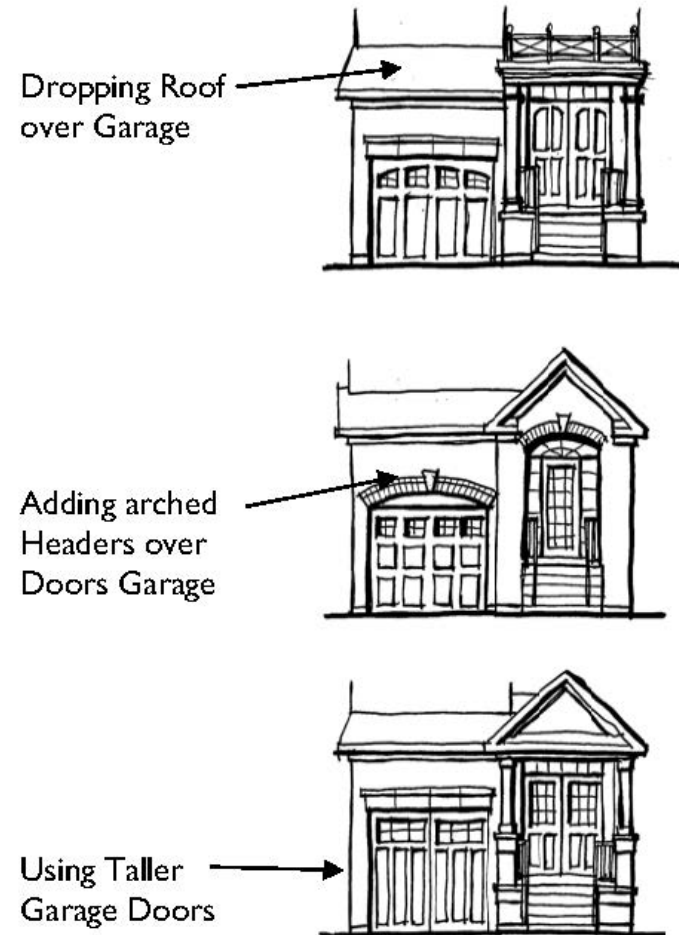 Dropping Roof
over Garage
Adding arched
Headers over
Doors Garage
Using Taller
Garage Doors